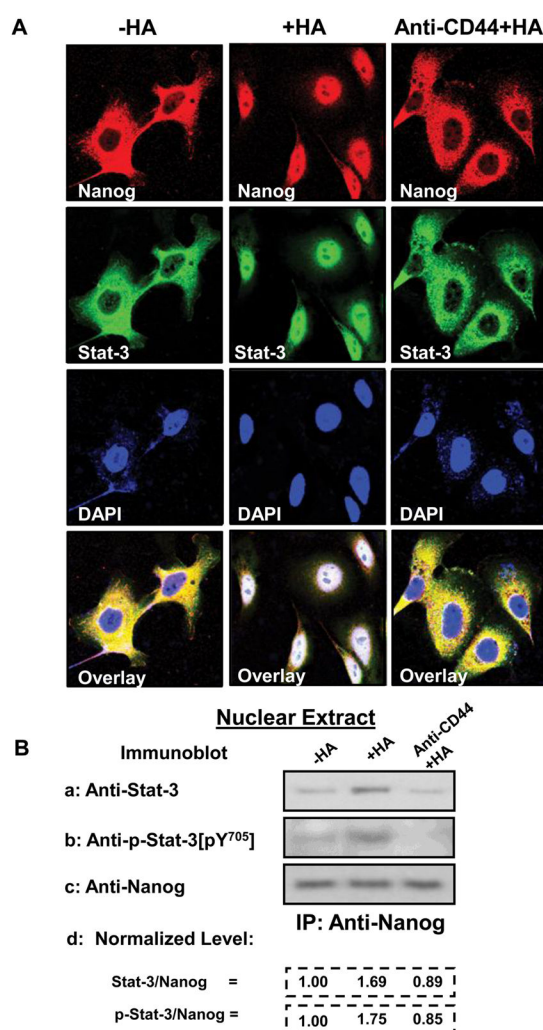 A
-HA +HA Anti-CD44+HA
Nanog Nanog Nanog
Stat-3 Stat-3 Stat-3
DAPI DAPI DAPI
Overlay Overlay Overlay
Nuclear Extract
B Immunoblot -HA +HA Anti-CD44 +HA
a: Anti-Stat-3
b: Anti-p-Stat-3[pY⁷⁰⁵]
c: Anti-Nanog
IP: Anti-Nanog
d: Normalized Level:
Stat-3/Nanog = 1.00 1.69 0.89
p-Stat-3/Nanog = 1.00 1.75 0.85